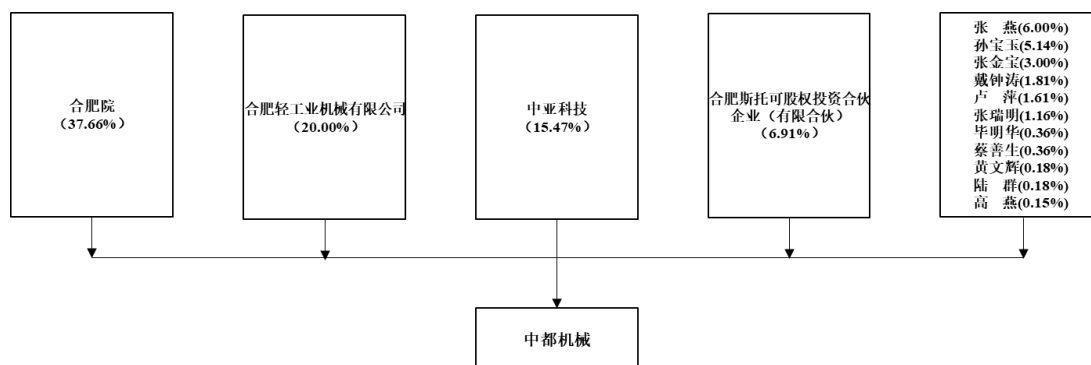 合肥院
（37.66%）
合肥轻工业机械有限公司
（20.00%）
中亚科技
（15.47%）
合肥斯托可股权投资合伙
企业（有限合伙）
（6.91%）
张　燕(6.00%)
孙宝玉(5.14%)
张金宝(3.00%)
戴钟涛(1.81%)
卢　萍(1.61%)
张瑞明(1.16%)
毕明华(0.36%)
蔡善生(0.36%)
黄文辉(0.18%)
陆　群(0.18%)
高　燕(0.15%)
中都机械